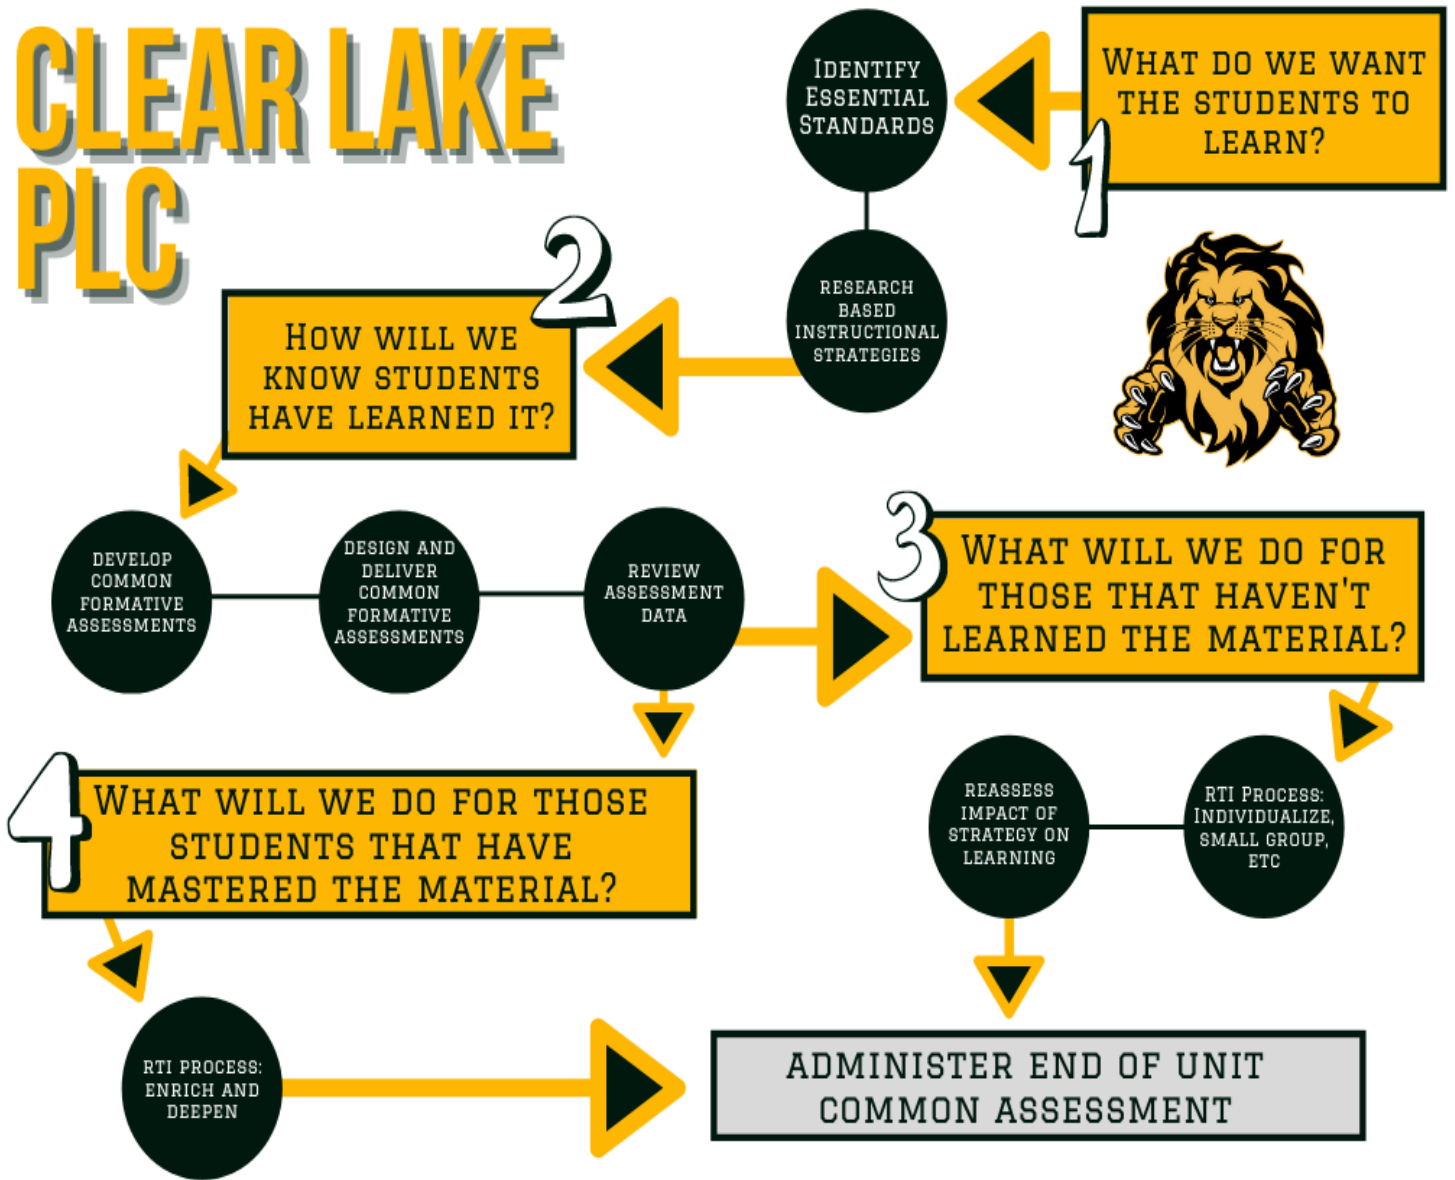 CLEAR LAKE
PLC
1
WHAT DO WE WANT
THE STUDENTS TO
LEARN?
IDENTIFY
ESSENTIAL
STANDARDS
RESEARCH
BASED
INSTRUCTIONAL
STRATEGIES
2
HOW WILL WE
KNOW STUDENTS
HAVE LEARNED IT?
DEVELOP
COMMON
FORMATIVE
ASSESSMENTS
DESIGN AND
DELIVER
COMMON
FORMATIVE
ASSESSMENTS
REVIEW
ASSESSMENT
DATA
3
WHAT WILL WE DO FOR
THOSE THAT HAVEN'T
LEARNED THE MATERIAL?
RTI PROCESS:
INDIVIDUALIZE,
SMALL GROUP,
ETC
REASSESS
IMPACT OF
STRATEGY ON
LEARNING
4
WHAT WILL WE DO FOR THOSE
STUDENTS THAT HAVE
MASTERED THE MATERIAL?
RTI PROCESS:
ENRICH AND
DEEPEN
ADMINISTER END OF UNIT
COMMON ASSESSMENT